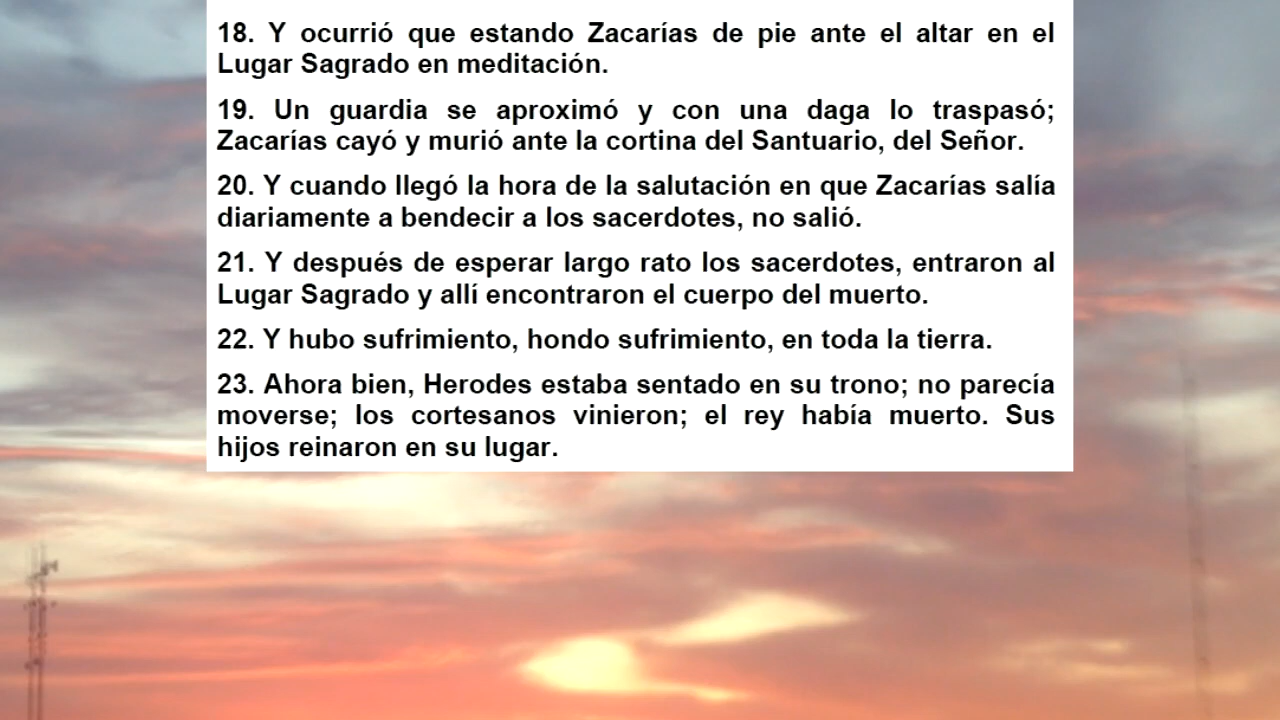 18. Y ocurrió que estando Zacarías de pie ante el altar en el
Lugar Sagrado en meditación.
19. Un guardia se aproximó y con una daga lo traspasó;
Zacarías cayó y murió ante la cortina del Santuario, del Señor.
20. Y cuando llegó la hora de la salutación en que Zacarías salía
diariamente a bendecir a los sacerdotes, no salió.
21. Y después de esperar largo rato los sacerdotes, entraron al
Lugar Sagrado y allí encontraron el cuerpo del muerto.
22. Y hubo sufrimiento, hondo sufrimiento, en toda la tierra.
23. Ahora bien, Herodes estaba sentado en su trono; no parecía
moverse; los cortesanos vinieron; el rey había muerto. Sus
hijos reinaron en su lugar.